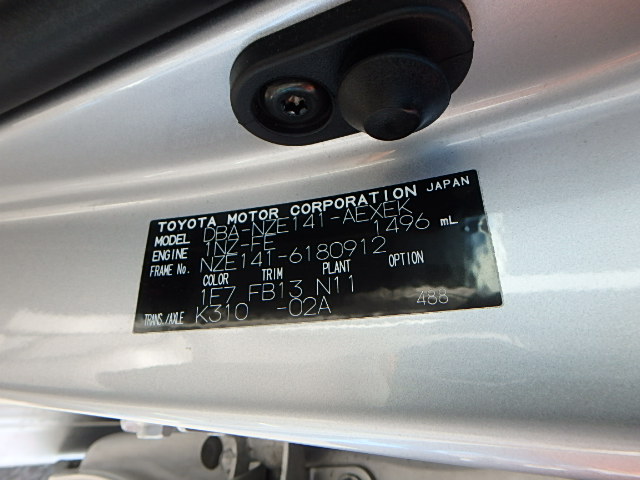 TOYOTA MOTOR CORPORATION JAPAN
MODEL DBA-NZE141-AEXEK
ENGINE 1NZ-FE 1496 mL
FRAME No. NZE141-6180912
COLOR TRIM PLANT OPTION
1E7 FB13 N11
TRANS./AXLE K310 -02A 488